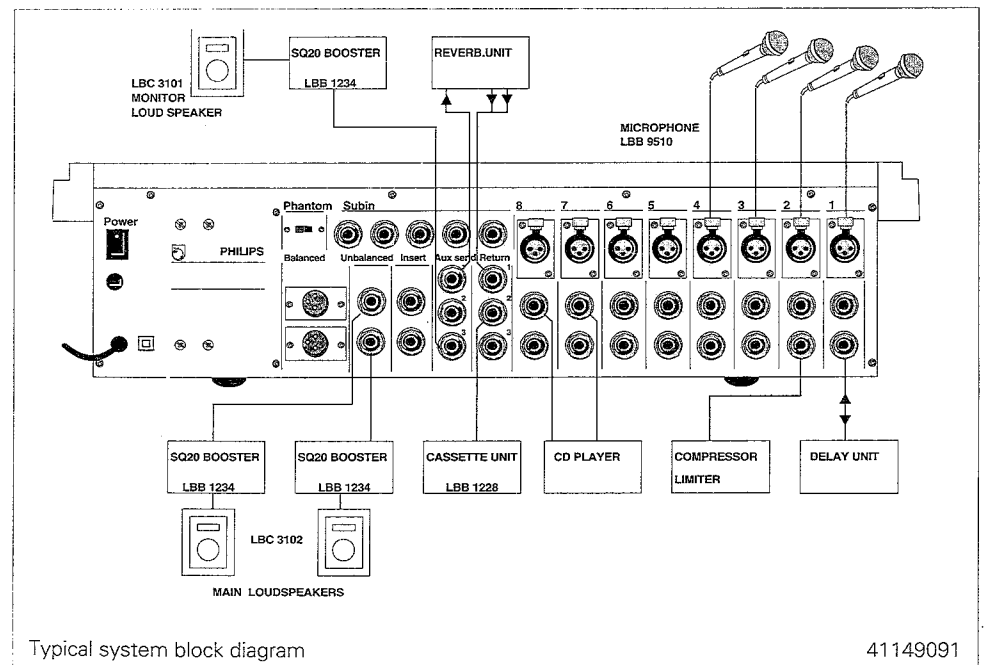 SQ20 BOOSTER
LBB 1234
REVERB.UNIT
LBC 3101
MONITOR
LOUD SPEAKER
MICROPHONE
LBB 9510
Power
PHILIPS
Phantom Subin 8 7 6 5 4 3 2 1
Balanced Unbalanced Insert Aux send Return
1
2 2
3 3
SQ20 BOOSTER
LBB 1234
SQ20 BOOSTER
LBB 1234
CASSETTE UNIT
LBB 1228
CD PLAYER
COMPRESSOR
LIMITER
DELAY UNIT
LBC 3102
MAIN LOUDSPEAKERS
Typical system block diagram 41149091